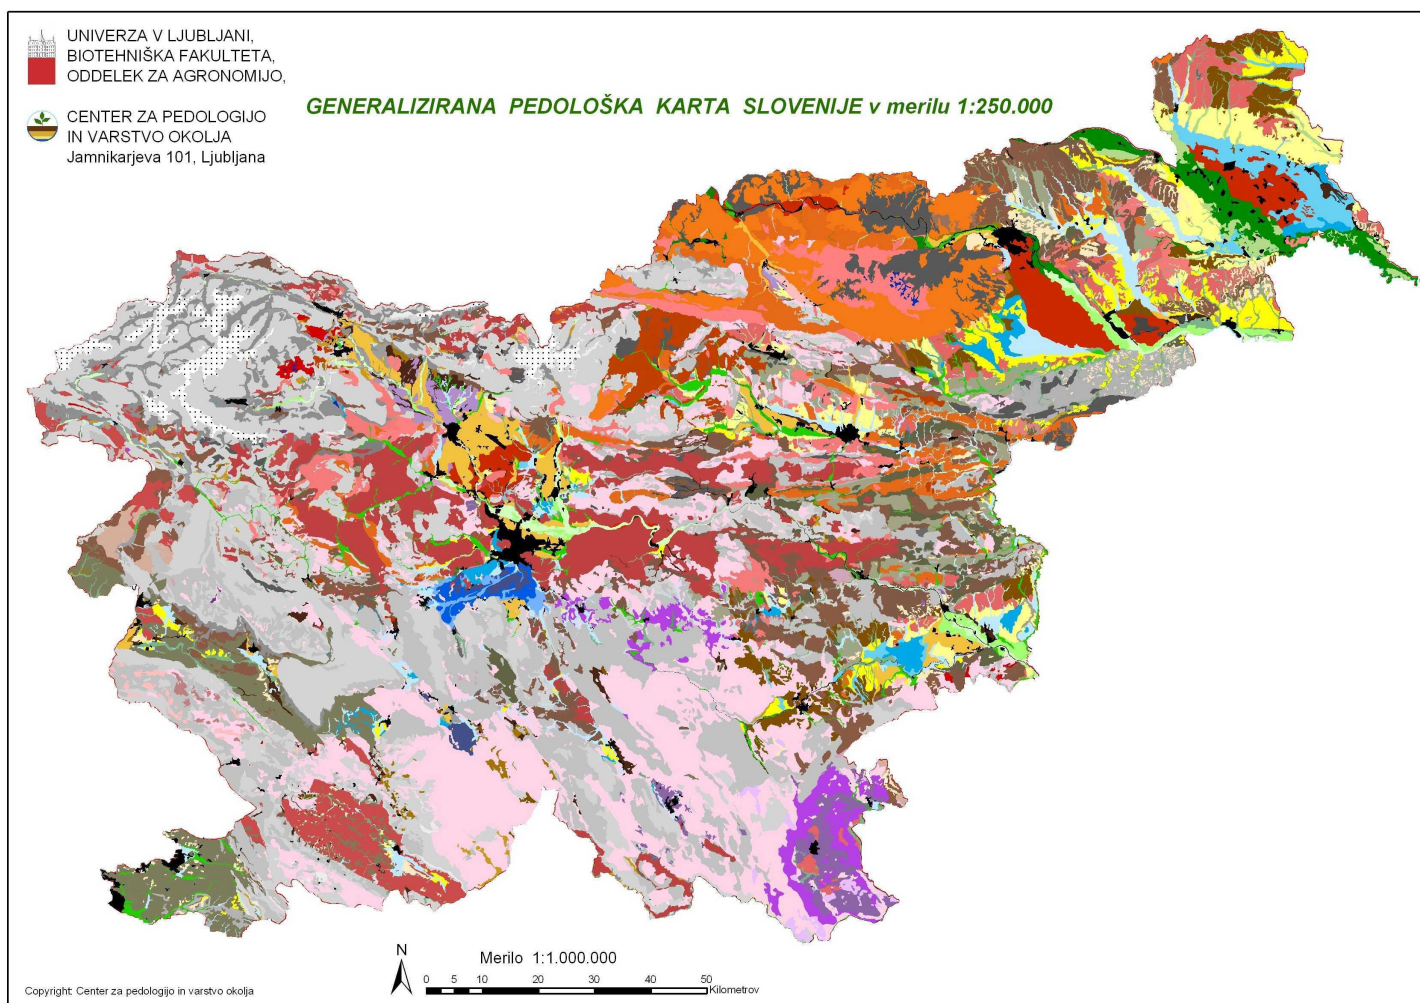 UNIVERZA V LJUBLJANI,
BIOTEHNIŠKA FAKULTETA,
ODDELEK ZA AGRONOMIJO,
CENTER ZA PEDOLOGIJO
IN VARSTVO OKOLJA
Jamnikarjeva 101, Ljubljana
GENERALIZIRANA PEDOLOŠKA KARTA SLOVENIJE v merilu 1:250.000
N
Merilo 1:1.000.000
0 5 10 20 30 40 50
Kilometrov
Copyright: Center za pedologijo in varstvo okolja